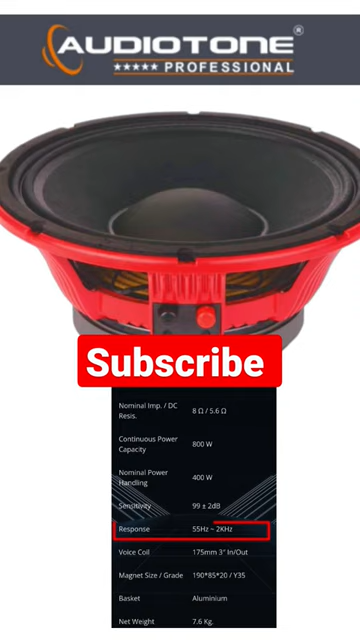 AUDIOTONE®
★★★★★ PROFESSIONAL
Subscribe
Nominal Imp. / DC Resis. 8 Ω / 5.6 Ω
Continuous Power Capacity 800 W
Nominal Power Handling 400 W
Sensitivity 99 ± 2dB
Response 55Hz ~ 2KHz
Voice Coil 175mm 3" In/Out
Magnet Size / Grade 190*85*20 / Y35
Basket Aluminium
Net Weight 7.6 Kg.